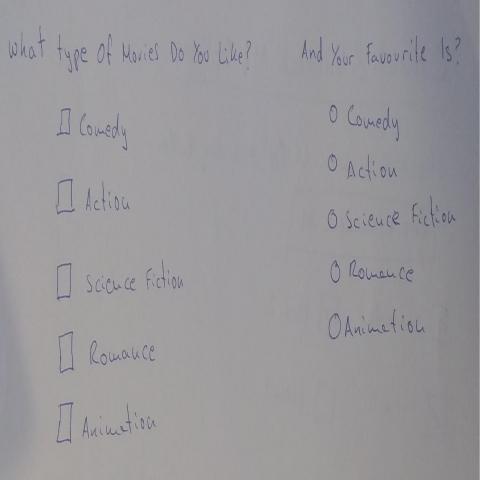 What type Of Movies Do You Like?
Comedy
Action
Science Fiction
Romance
Animation
And Your Favourite Is?
Comedy
Action
Science Fiction
Romance
Animation